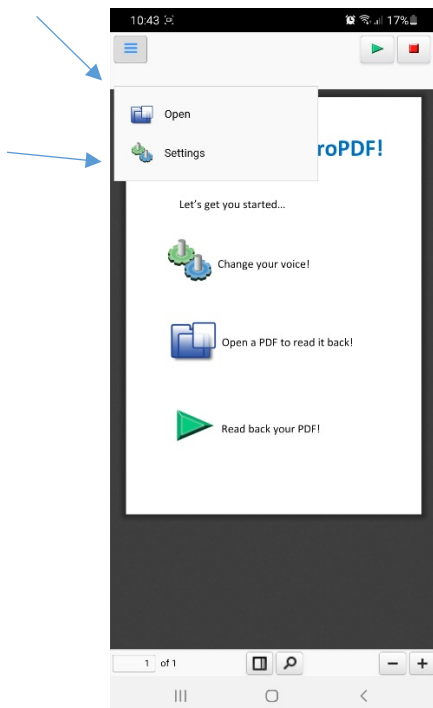 10:43 17%
Open
Settings
roPDF!
Let's get you started...
Change your voice!
Open a PDF to read it back!
Read back your PDF!
1 of 1